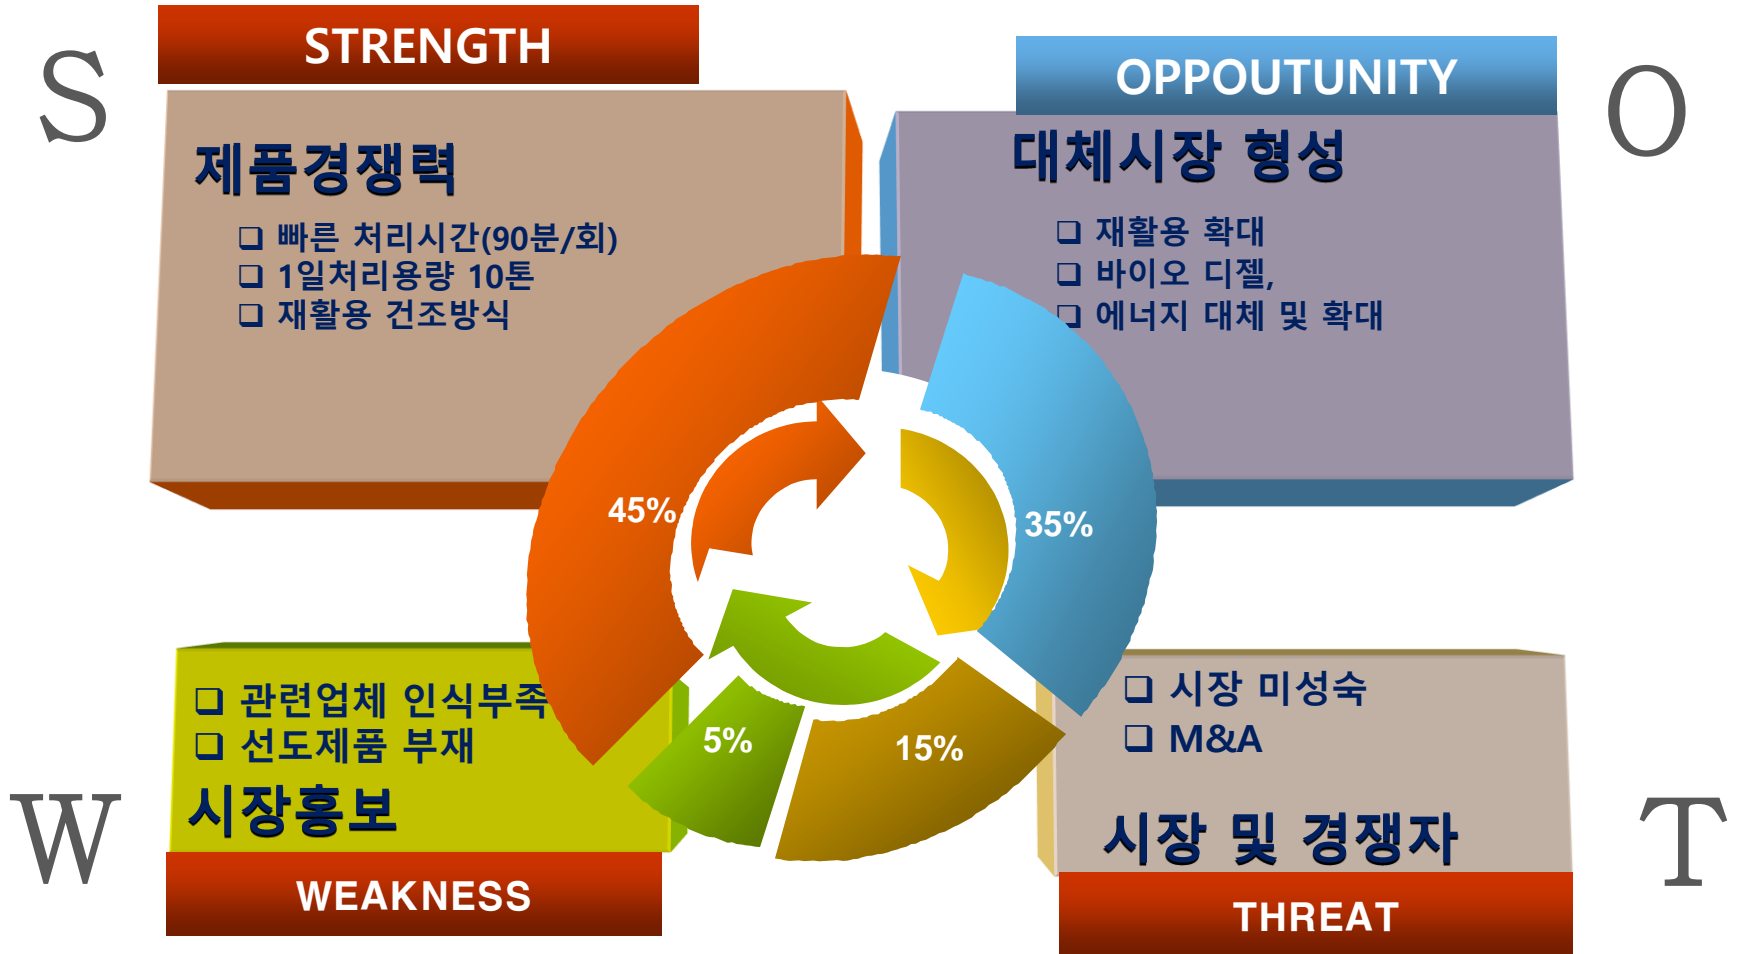 S
STRENGTH
제품경쟁력
❑ 빠른 처리시간(90분/회)
❑ 1일처리용량 10톤
❑ 재활용 건조방식
OPPOUTUNITY
O
대체시장 형성
❑ 재활용 확대
❑ 바이오 디젤,
❑ 에너지 대체 및 확대
45%
35%
5%
15%
❑ 관련업체 인식부족
❑ 선도제품 부재
시장홍보
W
WEAKNESS
❑ 시장 미성숙
❑ M&A
시장 및 경쟁자
T
THREAT